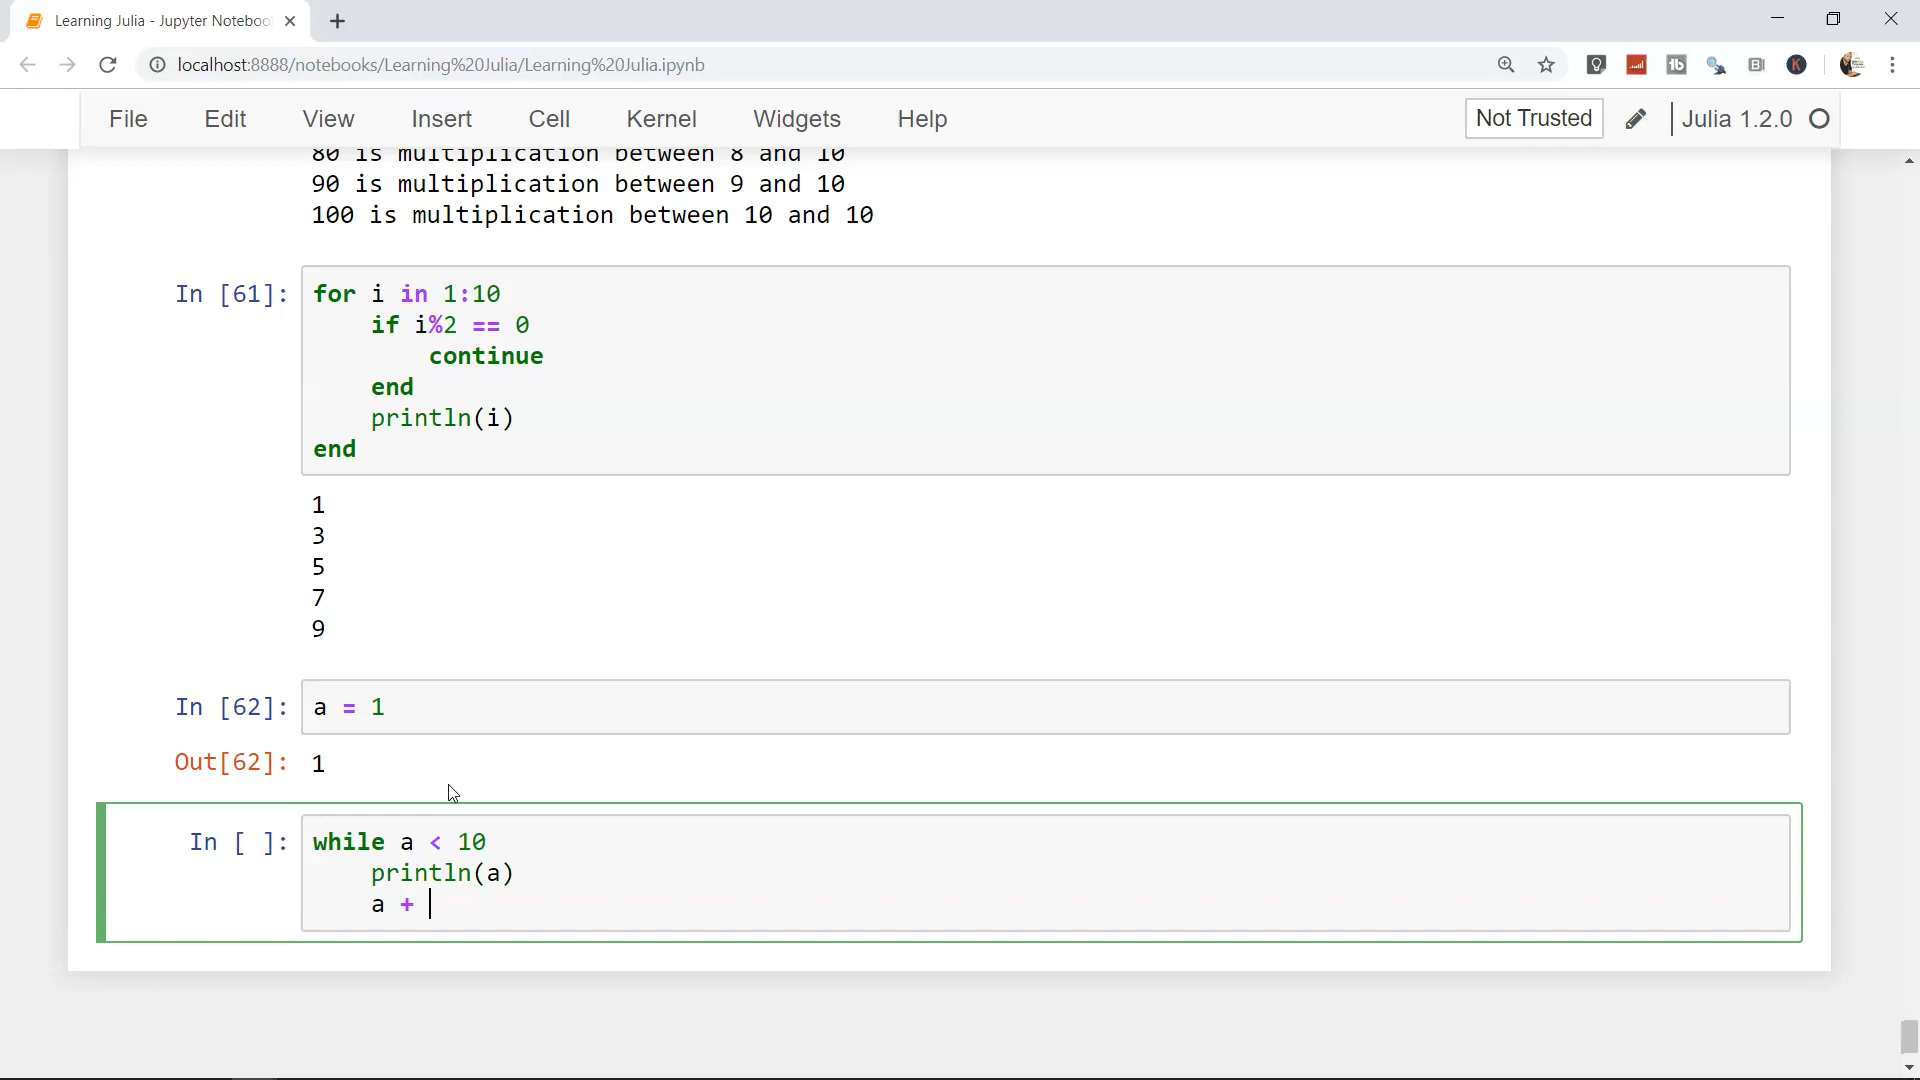 Learning Julia - Jupyter Noteboo
localhost:8888/notebooks/Learning%20Julia/Learning%20Julia.ipynb
File Edit View Insert Cell Kernel Widgets Help
Not Trusted
Julia 1.2.0
80 is multiplication between 8 and 10
90 is multiplication between 9 and 10
100 is multiplication between 10 and 10
In [61]:
for i in 1:10
    if i%2 == 0
        continue
    end
    println(i)
end
1
3
5
7
9
In [62]:
a = 1
Out[62]:
1
In [ ]:
while a < 10
    println(a)
    a +